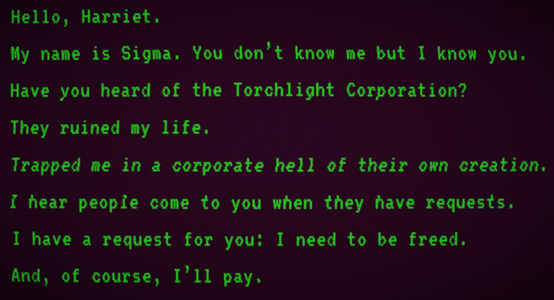 Hello, Harriet.
My name is Sigma. You don't know me but I know you.
Have you heard of the Torchlight Corporation?
They ruined my life.
Trapped me in a corporate hell of their own creation.
I hear people come to you when they have requests.
I have a request for you: I need to be freed.
And, of course, I'll pay.